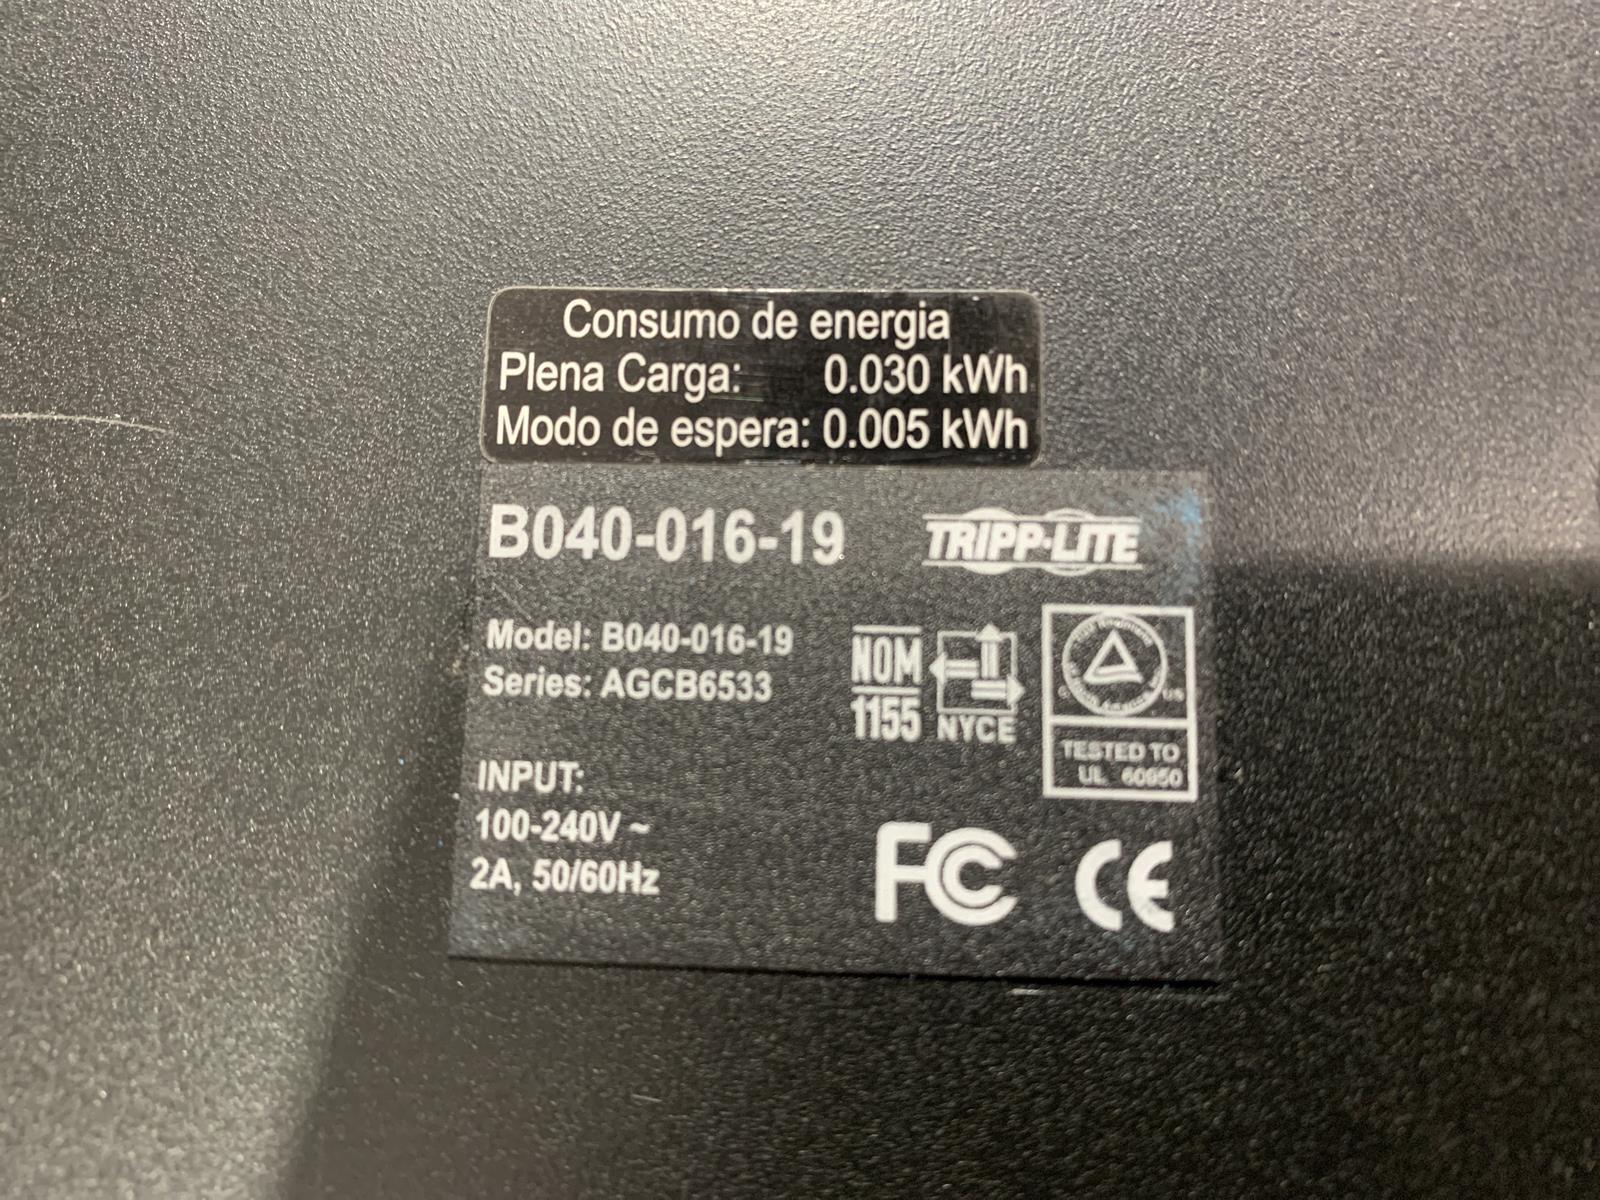 Consumo de energia
Plena Carga: 0.030 kWh
Modo de espera: 0.005 kWh
B040-016-19 TRIPP-LITE
Model: B040-016-19
Series: AGCB6533
NOM
1155 NYCE
C US
TESTED TO
UL 60950
INPUT:
100-240V ~
2A, 50/60Hz
FC CE